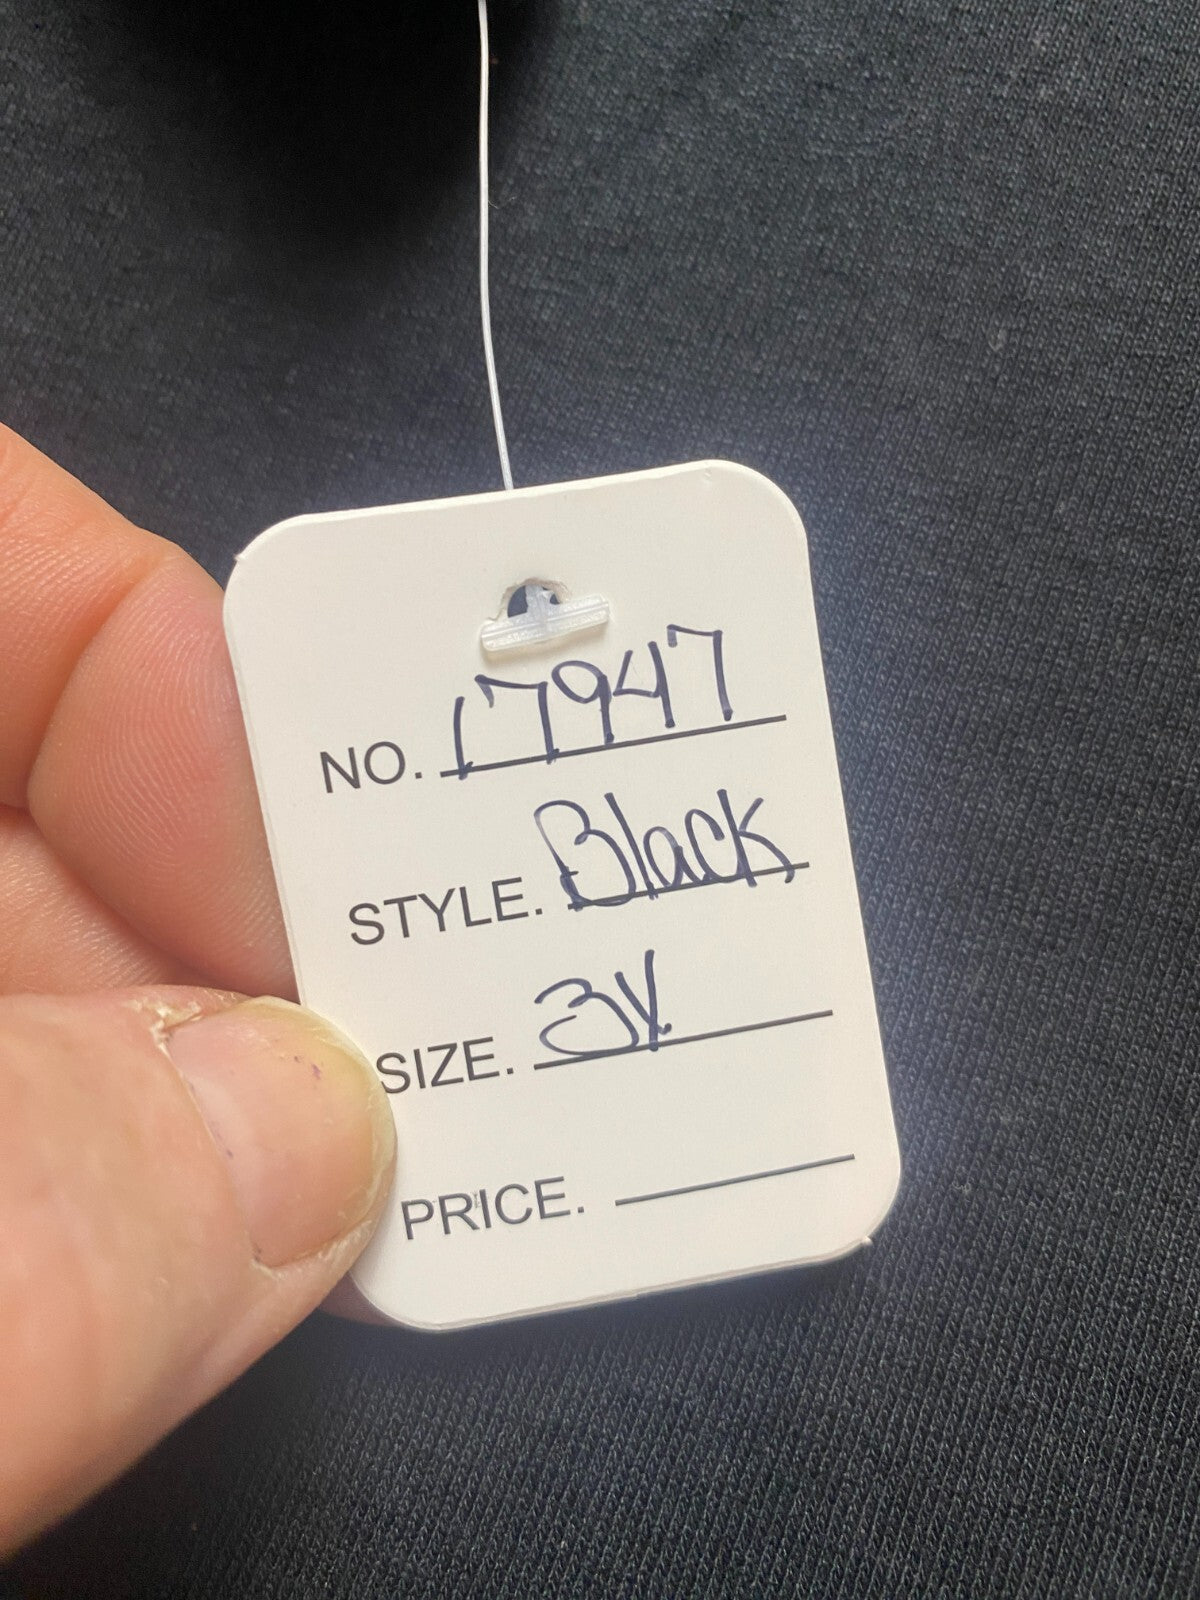 NO. 17947
STYLE. Black
SIZE. 3X
PRICE.